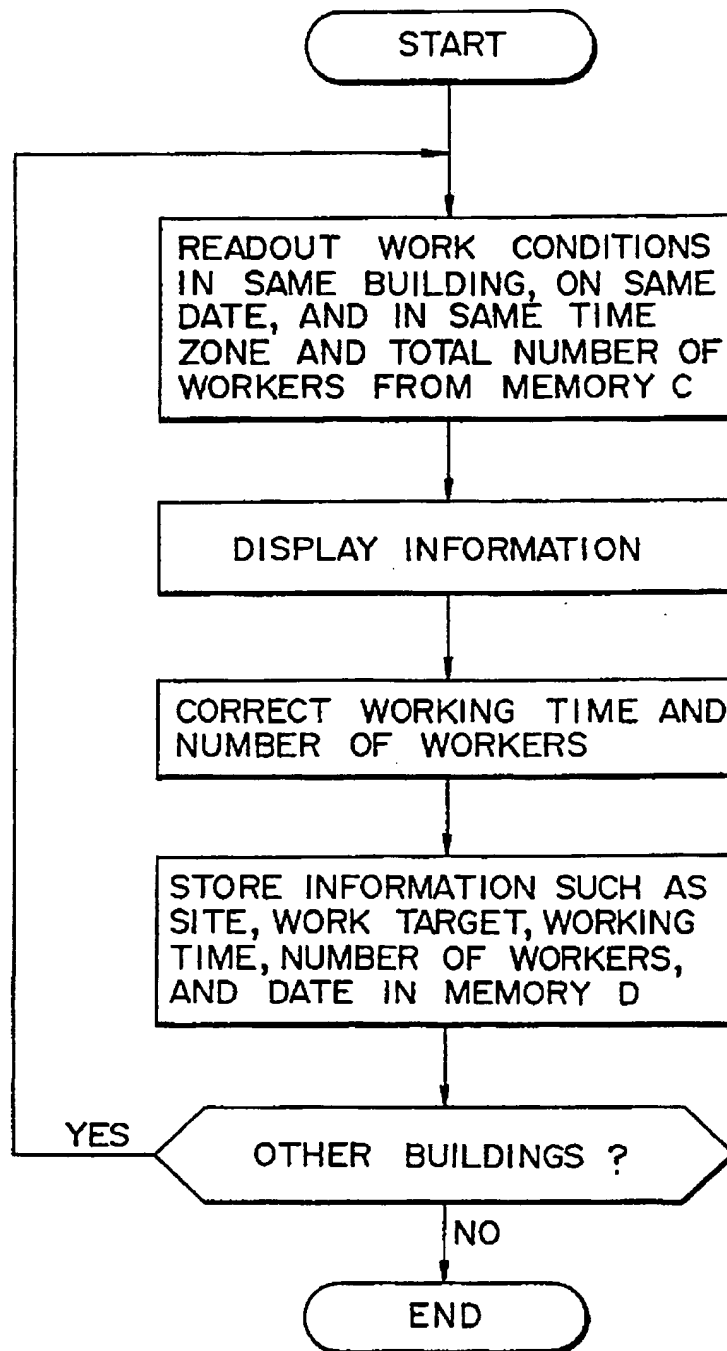 START
READOUT WORK CONDITIONS
IN SAME BUILDING, ON SAME
DATE, AND IN SAME TIME
ZONE AND TOTAL NUMBER OF
WORKERS FROM MEMORY C
DISPLAY INFORMATION
CORRECT WORKING TIME AND
NUMBER OF WORKERS
STORE INFORMATION SUCH AS
SITE, WORK TARGET, WORKING
TIME, NUMBER OF WORKERS,
AND DATE IN MEMORY D
YES
OTHER BUILDINGS ?
NO
END